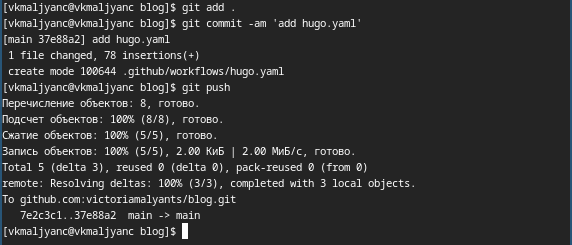 [vkmaljyanc@vkmaljyanc blog]$ git add .
[vkmaljyanc@vkmaljyanc blog]$ git commit -am 'add hugo.yaml'
[main 37e88a2] add hugo.yaml
 1 file changed, 78 insertions(+)
 create mode 100644 .github/workflows/hugo.yaml
[vkmaljyanc@vkmaljyanc blog]$ git push
Перечисление объектов: 8, готово.
Подсчет объектов: 100% (8/8), готово.
Сжатие объектов: 100% (5/5), готово.
Запись объектов: 100% (5/5), 2.00 КиБ | 2.00 МиБ/с, готово.
Total 5 (delta 3), reused 0 (delta 0), pack-reused 0 (from 0)
remote: Resolving deltas: 100% (3/3), completed with 3 local objects.
To github.com:victoriamalyants/blog.git
   7e2c3c1..37e88a2  main -> main
[vkmaljyanc@vkmaljyanc blog]$